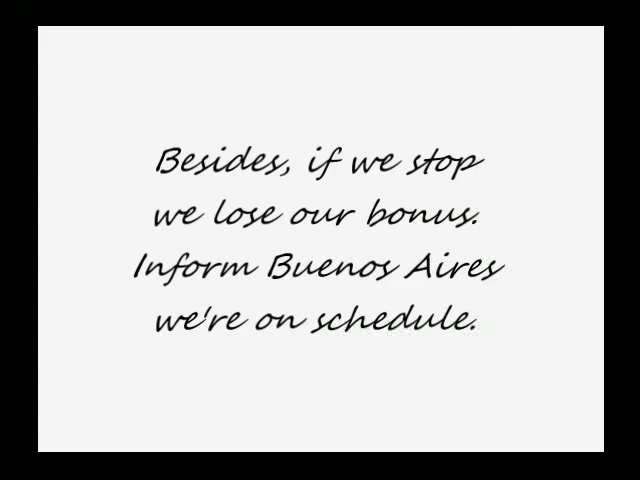 Besides, if we stop
we lose our bonus.
Inform Buenos Aires
we're on schedule.